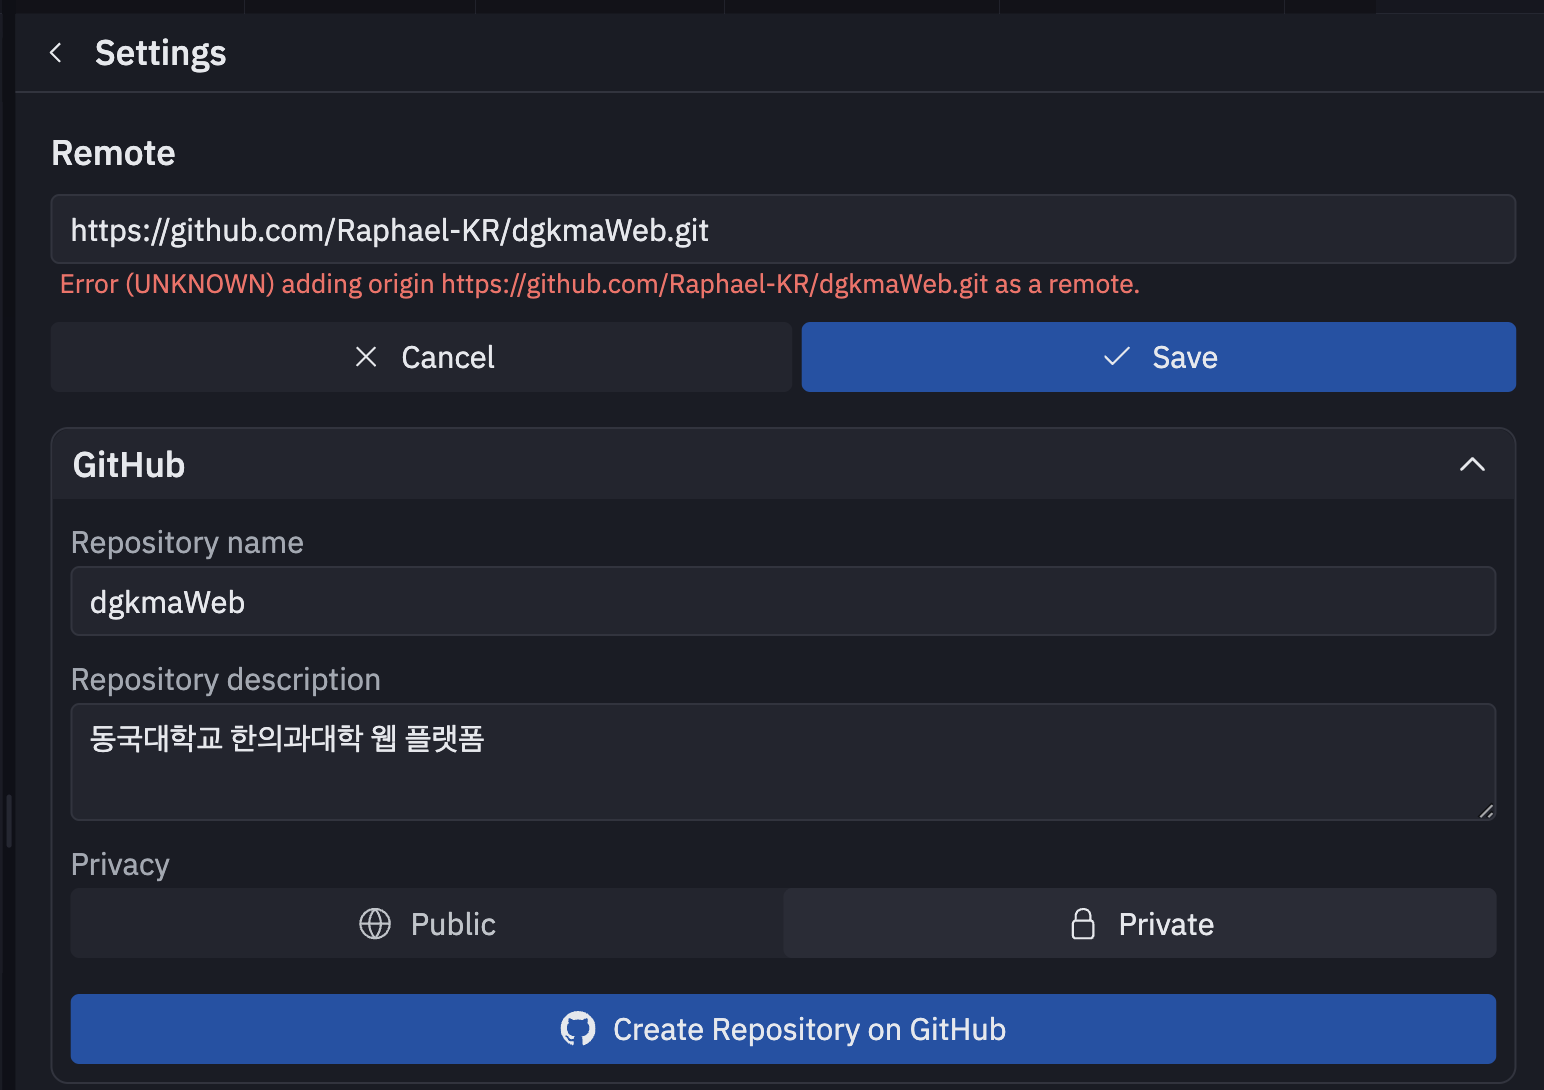 Settings
Remote
https://github.com/Raphael-KR/dgkmaWeb.git
Error (UNKNOWN) adding origin https://github.com/Raphael-KR/dgkmaWeb.git as a remote.
Cancel
Save
GitHub
Repository name
dgkmaWeb
Repository description
동국대학교 한의과대학 웹 플랫폼
Privacy
Public
Private
Create Repository on GitHub